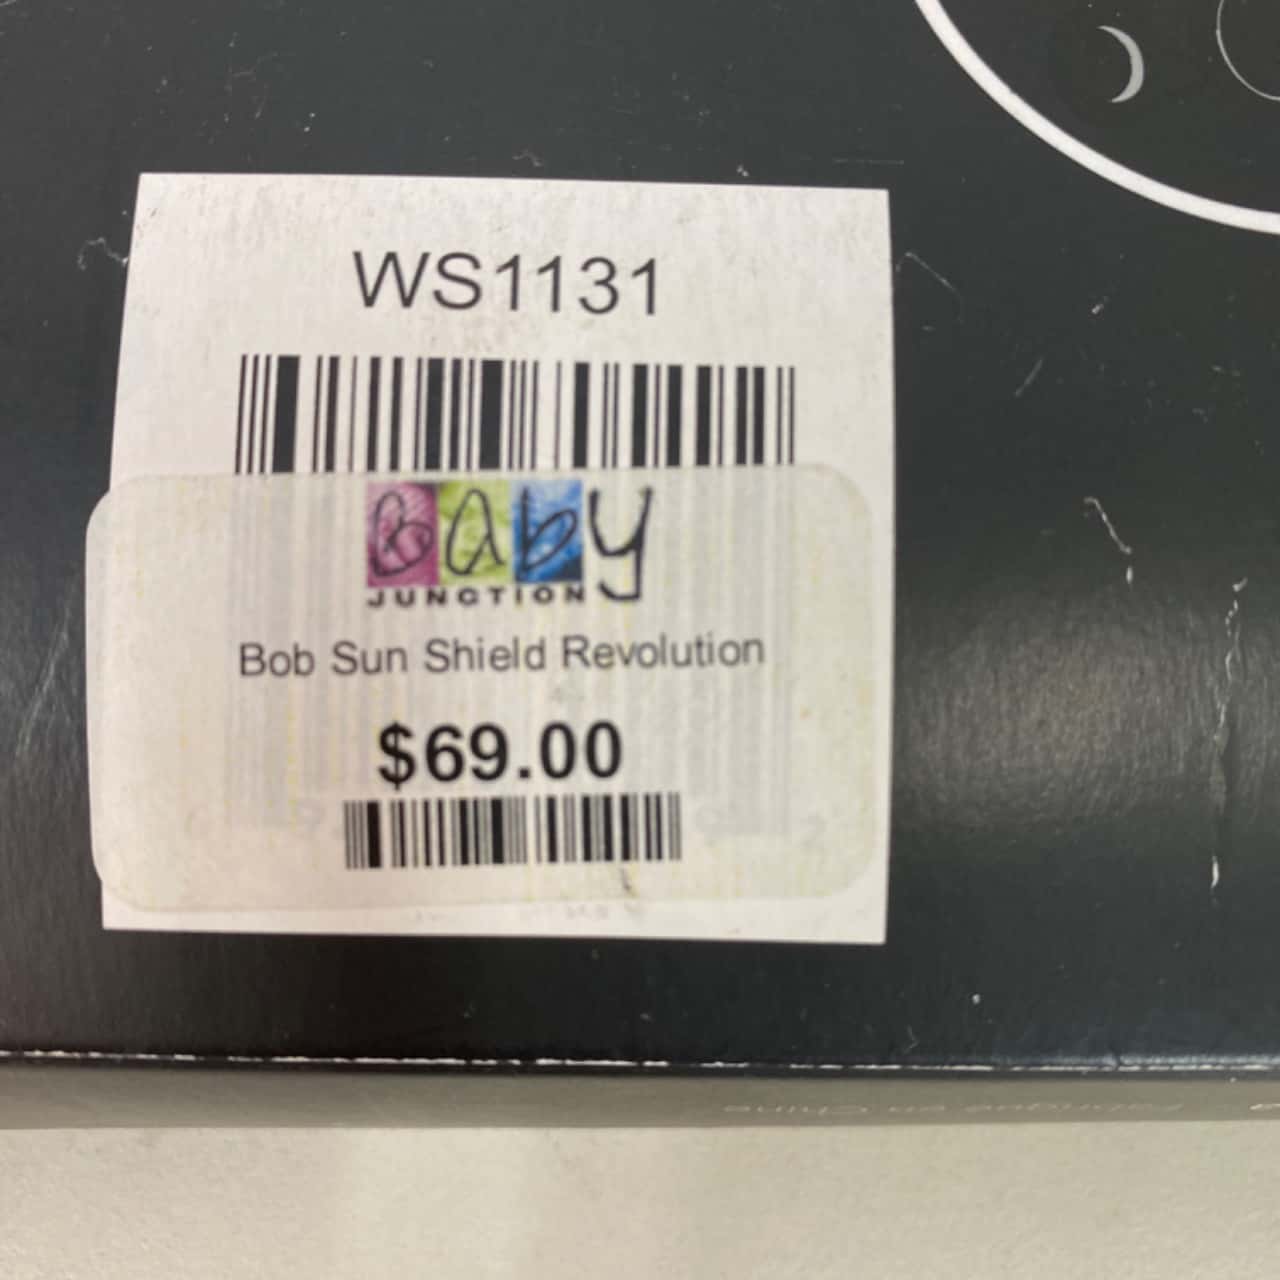 WS1131
Baby
JUNCTION
Bob Sun Shield Revolution
$69.00